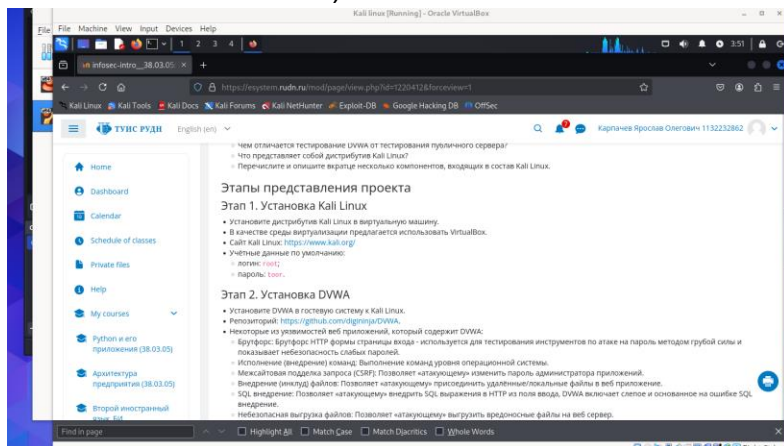 Kali linux [Running] - Oracle VirtualBox
File Machine View Input Devices Help
File
1 2 3 4
3:51
infosec-intro__38.03.05
https://esystem.rudn.ru/mod/page/view.php?id=1220412&forceview=1
Kali Linux Kali Tools Kali Docs Kali Forums Kali NetHunter Exploit-DB Google Hacking DB OffSec
ТУИС РУДН English (en)
7
Карпачев Ярослав Олегович 1132232862
Чем отличается тестирование DVWA от тестирования публичного сервера?
Что представляет собой дистрибутив Kali Linux?
Перечислите и опишите вкратце несколько компонентов, входящих в состав Kali Linux.
Home
Dashboard
Calendar
Schedule of classes
Private files
Help
My courses
Python и его
приложения (38.03.05)
Архитектура
предприятия (38.03.05)
Второй иностранный
язык. БИ
Этапы представления проекта
Этап 1. Установка Kali Linux
Установите дистрибутив Kali Linux в виртуальную машину.
В качестве среды виртуализации предлагается использовать VirtualBox.
Сайт Kali Linux: https://www.kali.org/
Учётные данные по умолчанию:
логин: root;
пароль: toor.
Этап 2. Установка DVWA
Установите DVWA в гостевую систему к Kali Linux.
Репозиторий: https://github.com/digininja/DVWA.
Некоторые из уязвимостей веб приложений, который содержит DVWA:
Брутфорс: Брутфорс HTTP формы страницы входа - используется для тестирования инструментов по атаке на пароль методом грубой силы и
показывает небезопасность слабых паролей.
Исполнение (внедрение) команд: Выполнение команд уровня операционной системы.
Межсайтовая подделка запроса (CSRF): Позволяет «атакующему» изменить пароль администратора приложений.
Внедрение (инклуд) файлов: Позволяет «атакующему» присоединить удалённые/локальные файлы в веб приложение.
SQL внедрение: Позволяет «атакующему» внедрить SQL выражения в HTTP из поля ввода, DVWA включает слепое и основанное на ошибке SQL
внедрение.
Небезопасная выгрузка файлов: Позволяет «атакующему» выгрузить вредоносные файлы на веб сервер.
Find in page
Highlight All Match Case Match Diacritics Whole Words